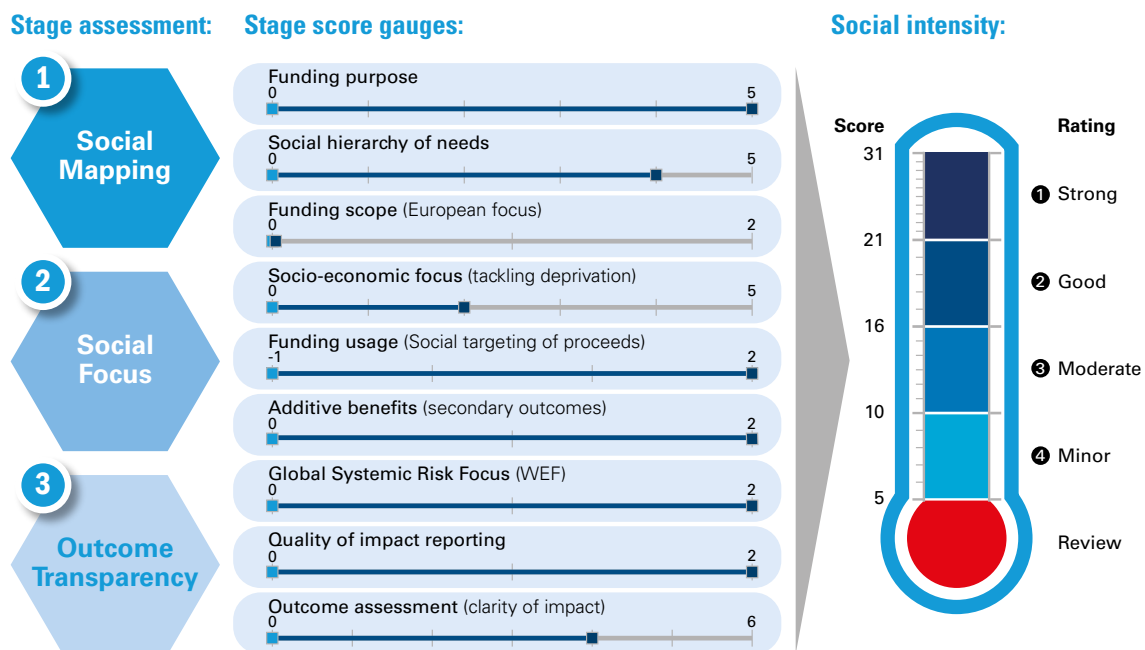 Stage assessment:
Stage score gauges:
Social intensity:
1
Social
Mapping
2
Social
Focus
3
Outcome
Transparency
Funding purpose
0 5
Social hierarchy of needs
0 5
Funding scope (European focus)
0 2
Socio-economic focus (tackling deprivation)
0 5
Funding usage (Social targeting of proceeds)
-1 2
Additive benefits (secondary outcomes)
0 2
Global Systemic Risk Focus (WEF)
0 2
Quality of impact reporting
0 2
Outcome assessment (clarity of impact)
0 6
Score Rating
31
1 Strong
21
2 Good
16
3 Moderate
10
4 Minor
5
Review